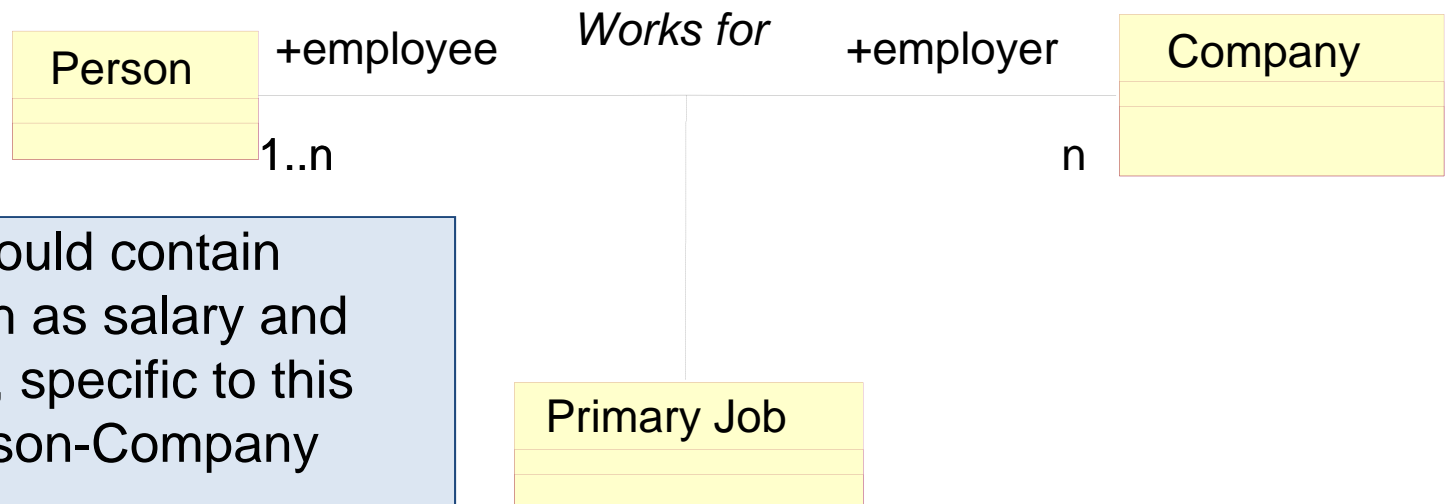 Works for
Person
+employee
+employer
Company
1..n
n
ould contain
as salary and
specific to this
son-Company
Primary Job